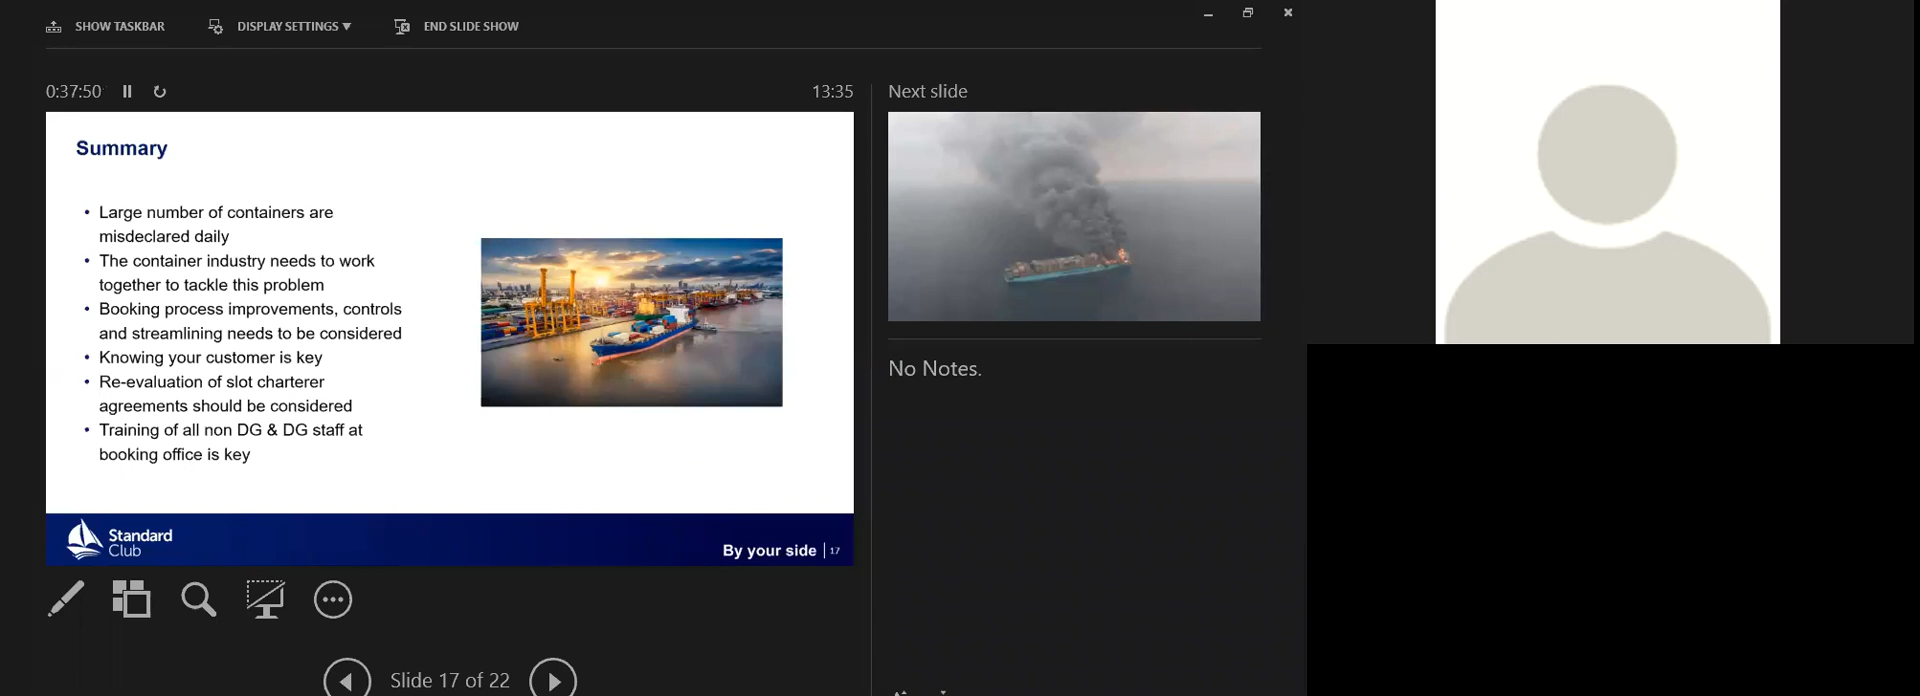 SHOW TASKBAR
DISPLAY SETTINGS ▼
END SLIDE SHOW
0:37:50
13:35
Next slide
Summary
• Large number of containers are
misdeclared daily
• The container industry needs to work
together to tackle this problem
• Booking process improvements, controls
and streamlining needs to be considered
• Knowing your customer is key
• Re-evaluation of slot charterer
agreements should be considered
• Training of all non DG & DG staff at
booking office is key
No Notes.
Standard
Club
By your side | 17
Slide 17 of 22